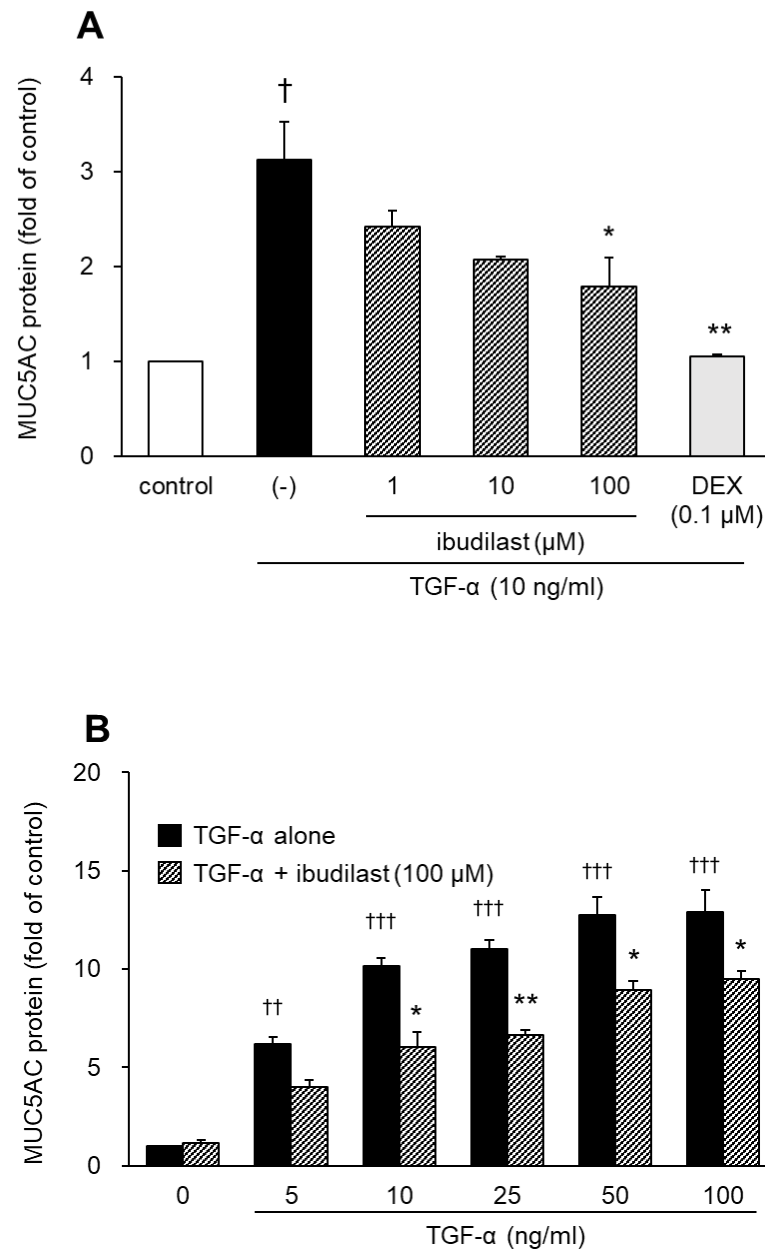 A
MUC5AC protein (fold of control)
4
3
2
1
0
†
*
**
control (-) 1 10 100 DEX
(0.1 µM)
ibudilast (µM)
TGF-α (10 ng/ml)
B
MUC5AC protein (fold of control)
20
15
10
5
0
TGF-α alone
TGF-α + ibudilast (100 µM)
†† ††† ††† ††† †††
* ** * *
0 5 10 25 50 100
TGF-α (ng/ml)